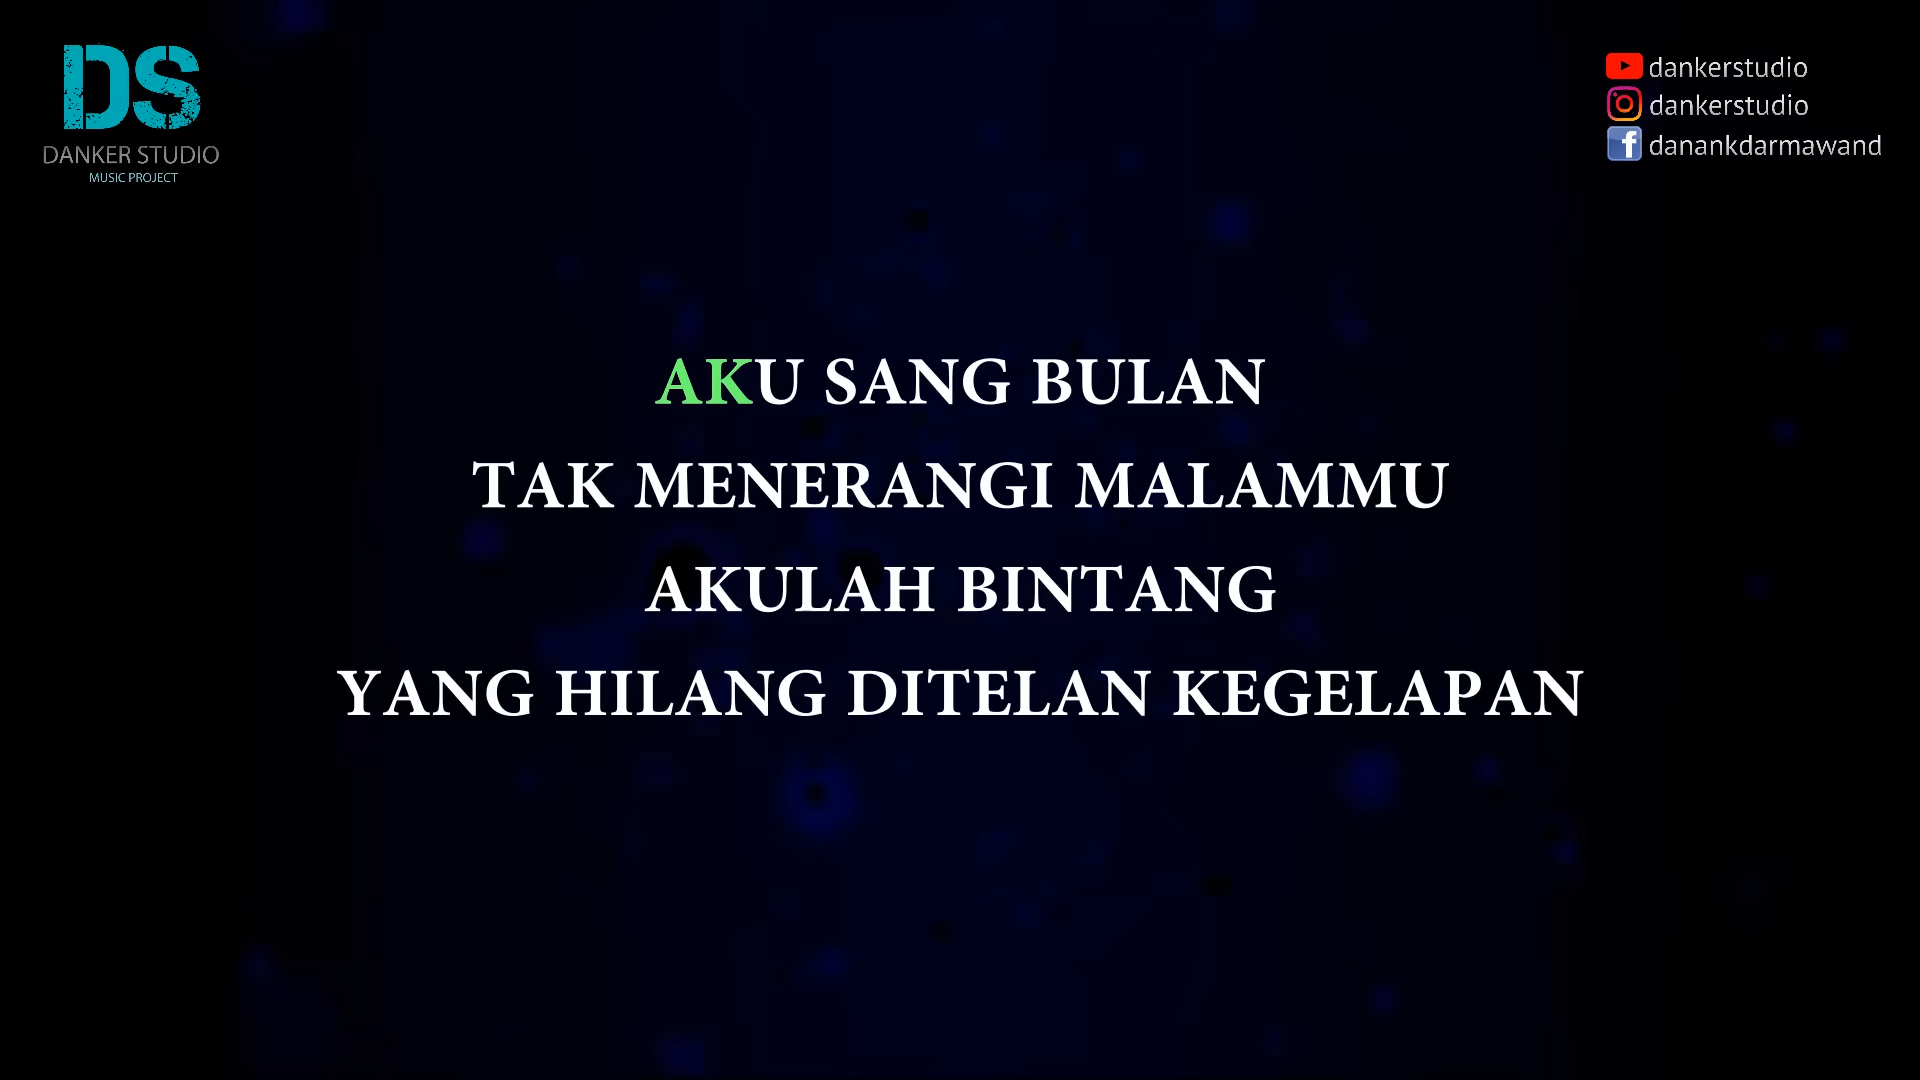 DS
DANKER STUDIO
MUSIC PROJECT
dankerstudio
dankerstudio
danankdarmawand
AKU SANG BULAN
TAK MENERANGI MALAMMU
AKULAH BINTANG
YANG HILANG DITELAN KEGELAPAN